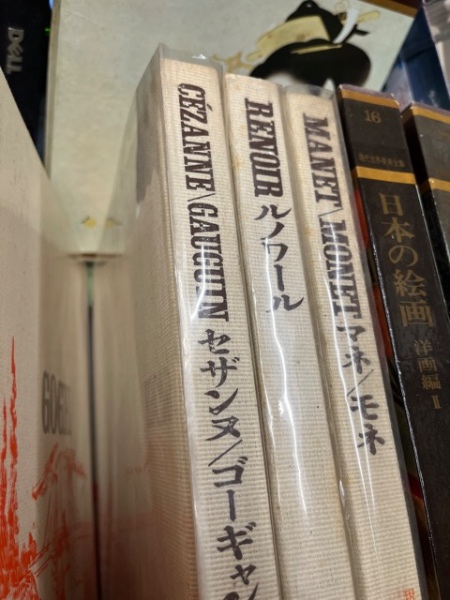 DELL
CÉZANNE/GAUGUIN セザンヌ/ゴーギャン
RENOIR ルノワール
MANET/MONET マネ/モネ
16
日本の絵画
洋画編 II